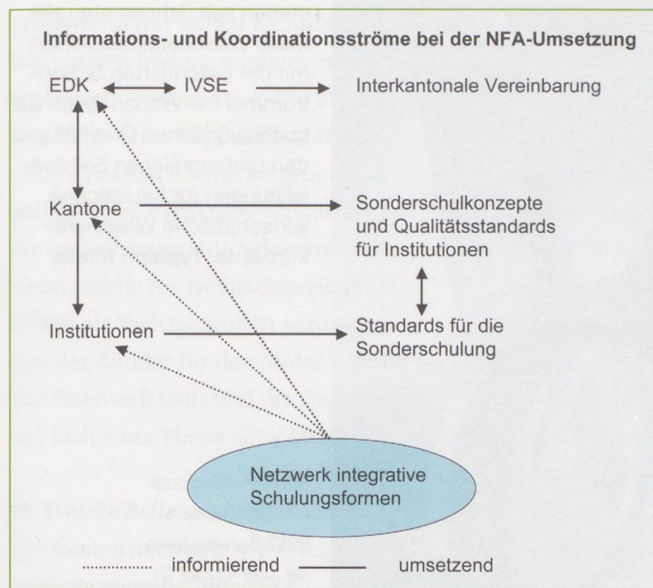 Informations- und Koordinationsströme bei der NFA-Umsetzung
EDK IVSE Interkantonale Vereinbarung
Kantone Sonderschulkonzepte
und Qualitätsstandards
für Institutionen
Institutionen Standards für die
Sonderschulung
Netzwerk integrative
Schulungsformen
informierend umsetzend